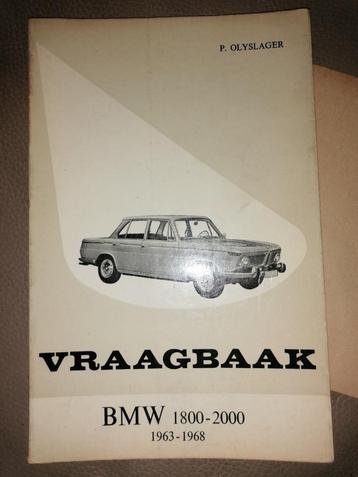 P. OLYSLAGER
VRAAGBAAK
BMW 1800-2000
1963-1968